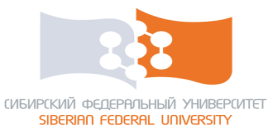 СИБИРСКИЙ ФЕДЕРАЛЬНЫЙ УНИВЕРСИТЕТ
SIBERIAN FEDERAL UNIVERSITY